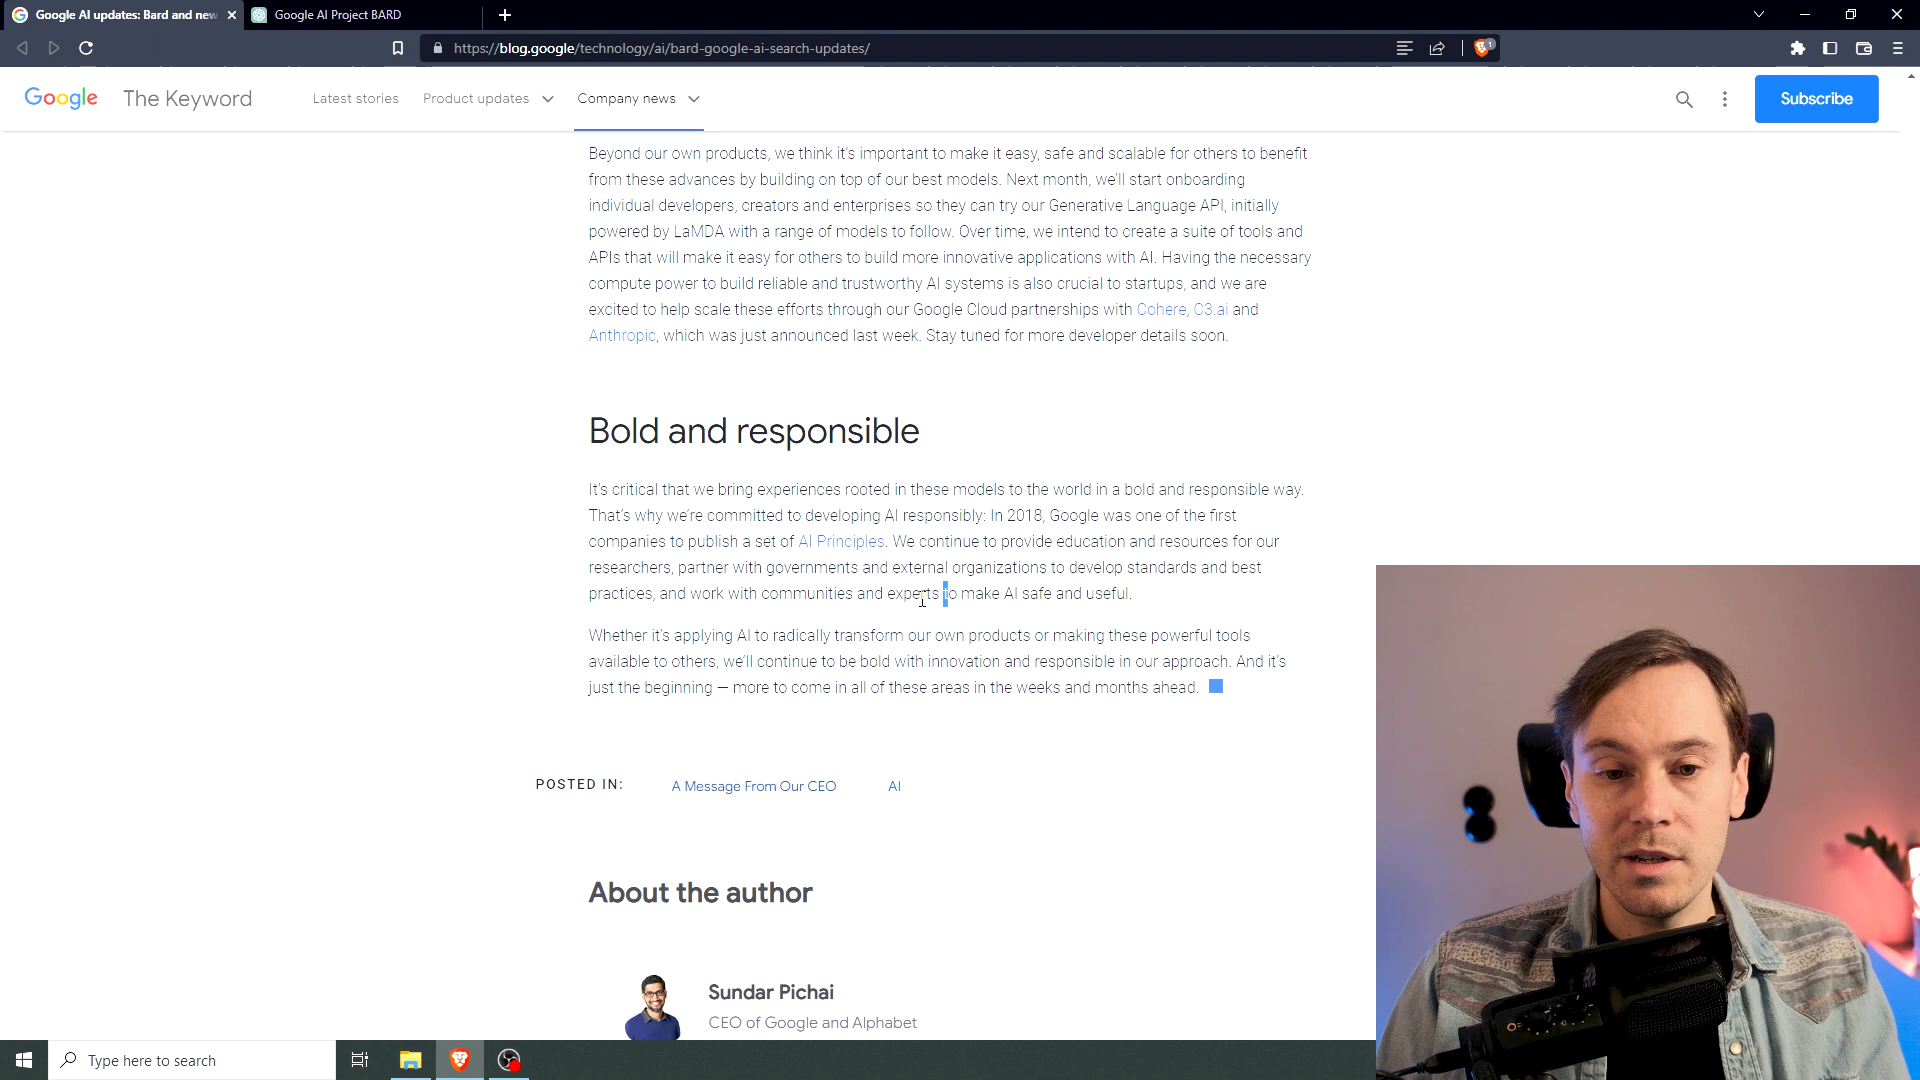 Google AI updates: Bard and new
Google AI Project BARD
https://blog.google/technology/ai/bard-google-ai-search-updates/
1
Google The Keyword
Latest stories
Product updates
Company news
Subscribe
Beyond our own products, we think it's important to make it easy, safe and scalable for others to benefit
from these advances by building on top of our best models. Next month, we'll start onboarding
individual developers, creators and enterprises so they can try our Generative Language API, initially
powered by LaMDA with a range of models to follow. Over time, we intend to create a suite of tools and
APIs that will make it easy for others to build more innovative applications with AI. Having the necessary
compute power to build reliable and trustworthy AI systems is also crucial to startups, and we are
excited to help scale these efforts through our Google Cloud partnerships with Cohere, C3.ai and
Anthropic, which was just announced last week. Stay tuned for more developer details soon.
Bold and responsible
It's critical that we bring experiences rooted in these models to the world in a bold and responsible way.
That's why we're committed to developing AI responsibly: In 2018, Google was one of the first
companies to publish a set of AI Principles. We continue to provide education and resources for our
researchers, partner with governments and external organizations to develop standards and best
practices, and work with communities and experts to make AI safe and useful.
Whether it's applying AI to radically transform our own products or making these powerful tools
available to others, we'll continue to be bold with innovation and responsible in our approach. And it's
just the beginning — more to come in all of these areas in the weeks and months ahead.
POSTED IN:
A Message From Our CEO
AI
About the author
Sundar Pichai
CEO of Google and Alphabet
Type here to search